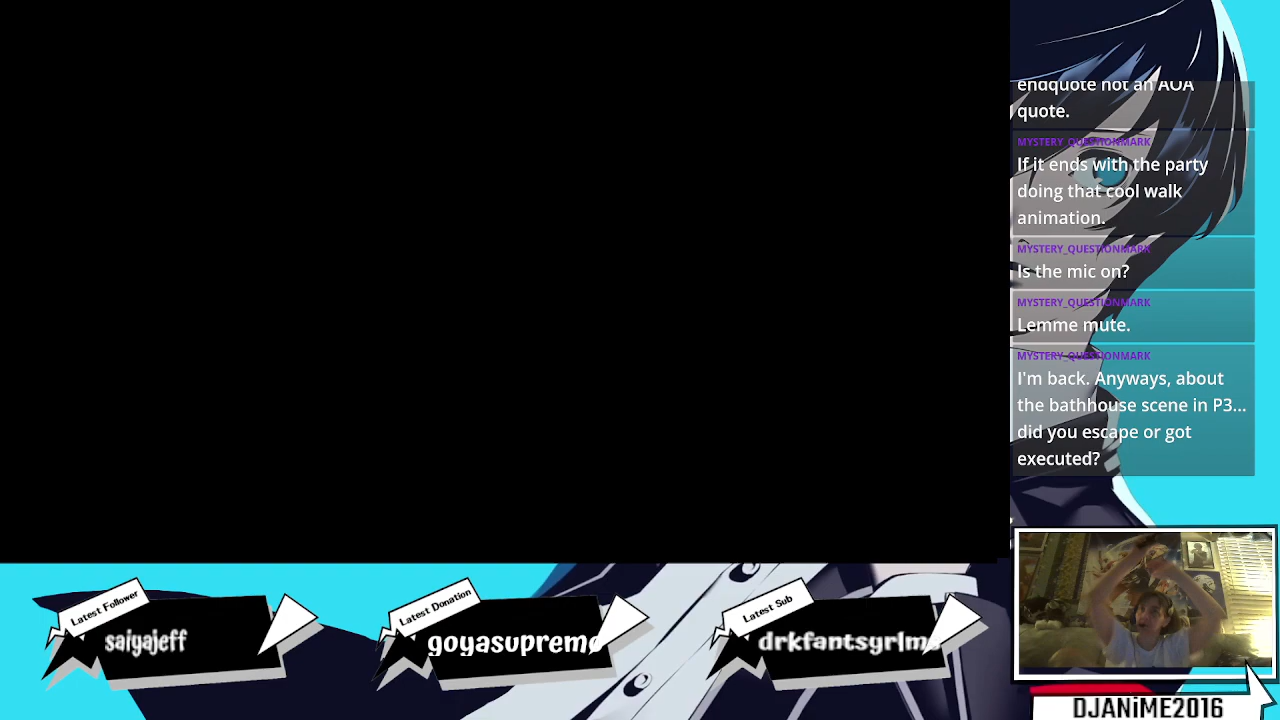 endquote not an AOA
quote.
MYSTERY_QUESTIONMARK
If it ends with the party
doing that cool walk
animation.
MYSTERY_QUESTIONMARK
Is the mic on?
MYSTERY_QUESTIONMARK
Lemme mute.
MYSTERY_QUESTIONMARK
I'm back. Anyways, about
the bathhouse scene in P3...
did you escape or got
executed?
Latest Follower
saiyajeff
Latest Donation
goyasupreme
Latest Sub
drkfantsyrlms
DJANiME2016